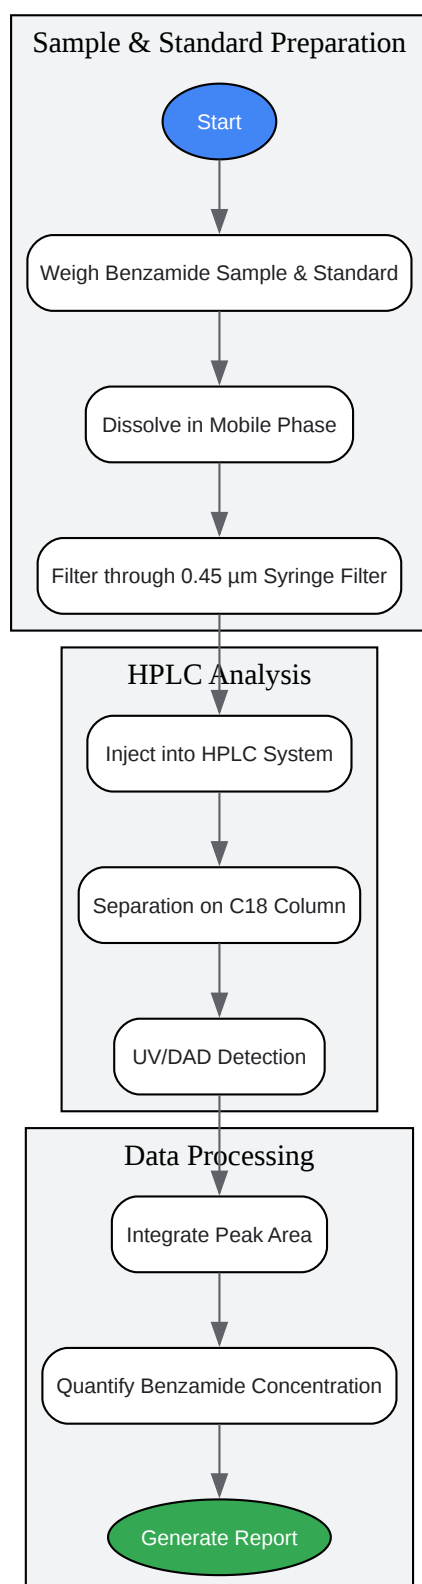 Sample & Standard Preparation
Start
Weigh Benzamide Sample & Standard
Dissolve in Mobile Phase
Filter through 0.45 µm Syringe Filter
HPLC Analysis
Inject into HPLC System
Separation on C18 Column
UV/DAD Detection
Data Processing
Integrate Peak Area
Quantify Benzamide Concentration
Generate Report